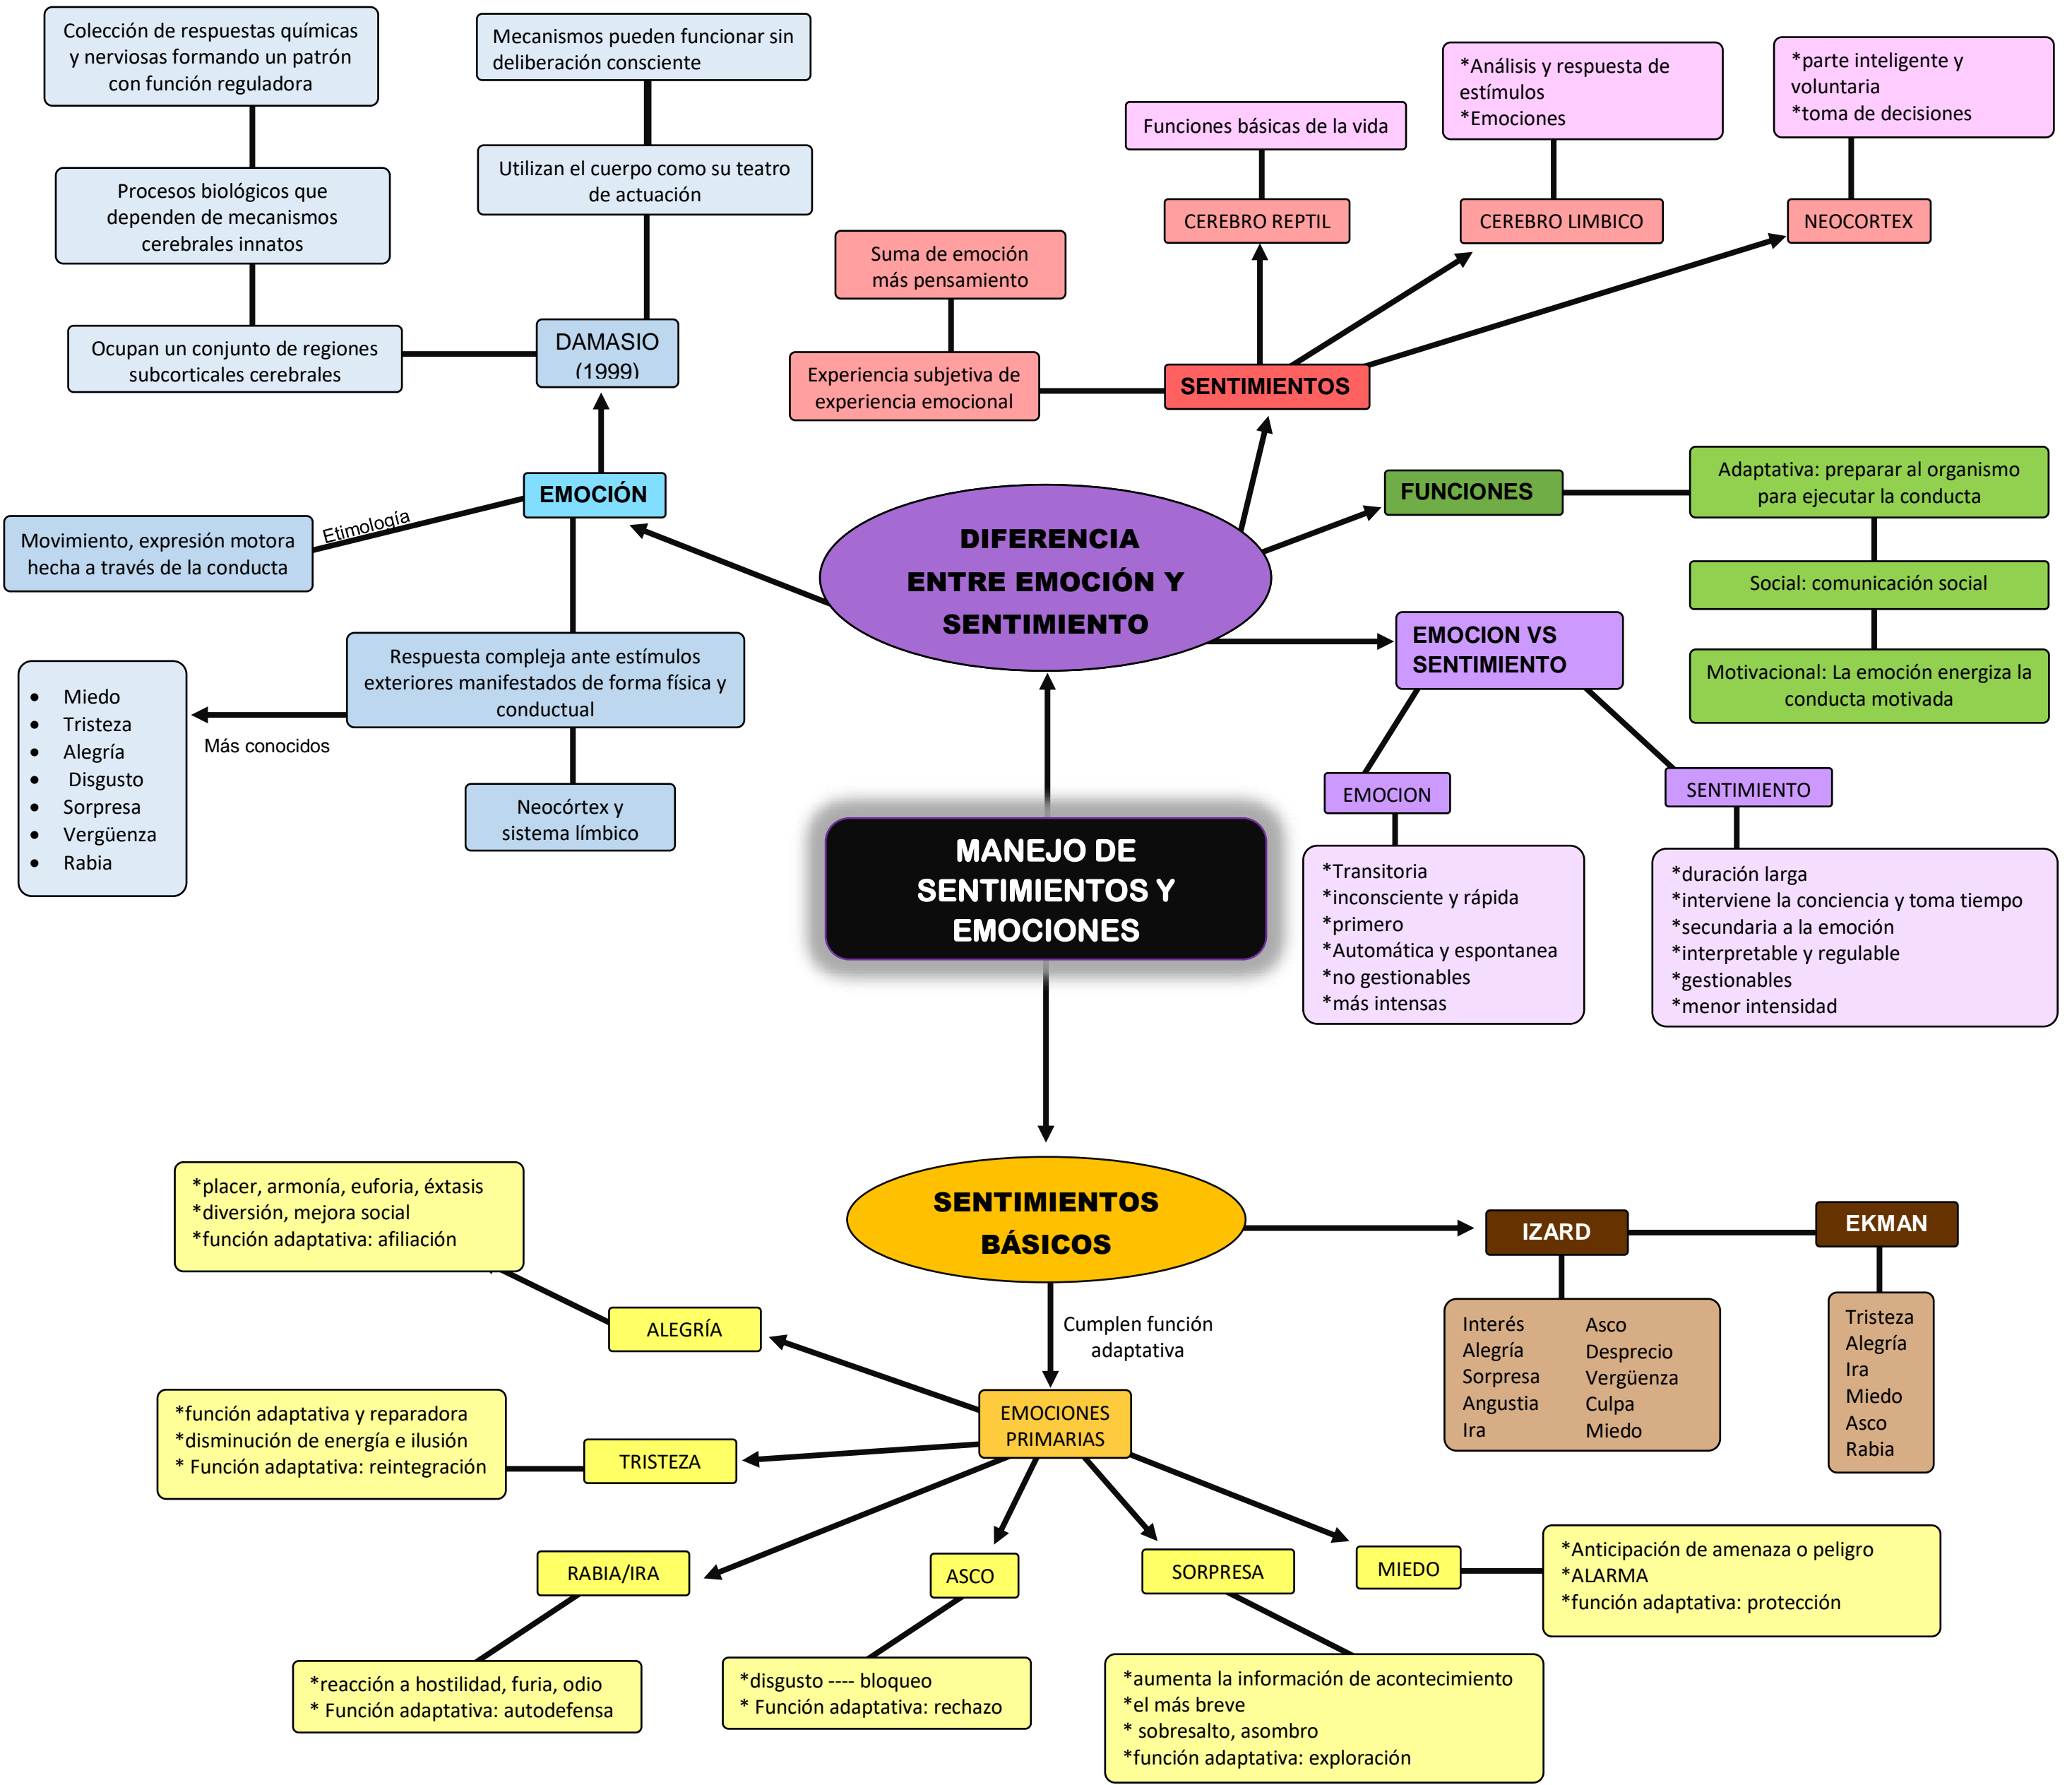 Colección de respuestas químicas
y nerviosas formando un patrón
con función reguladora
Procesos biológicos que
dependen de mecanismos
cerebrales innatos
Ocupan un conjunto de regiones
subcorticales cerebrales
Mecanismos pueden funcionar sin
deliberación consciente
Utilizan el cuerpo como su teatro
de actuación
DAMASIO
(1999)
EMOCIÓN
Etimología
Movimiento, expresión motora
hecha a través de la conducta
Respuesta compleja ante estímulos
exteriores manifestados de forma física y
conductual
Más conocidos
• Miedo
• Tristeza
• Alegría
• Disgusto
• Sorpresa
• Vergüenza
• Rabia
Neocórtex y
sistema límbico
Suma de emoción
más pensamiento
Experiencia subjetiva de
experiencia emocional
SENTIMIENTOS
Funciones básicas de la vida
CEREBRO REPTIL
*Análisis y respuesta de
estímulos
*Emociones
CEREBRO LIMBICO
*parte inteligente y
voluntaria
*toma de decisiones
NEOCORTEX
DIFERENCIA
ENTRE EMOCIÓN Y
SENTIMIENTO
FUNCIONES
Adaptativa: preparar al organismo
para ejecutar la conducta
Social: comunicación social
Motivacional: La emoción energiza la
conducta motivada
EMOCION VS
SENTIMIENTO
EMOCION
*Transitoria
*inconsciente y rápida
*primero
*Automática y espontanea
*no gestionables
*más intensas
SENTIMIENTO
*duración larga
*interviene la conciencia y toma tiempo
*secundaria a la emoción
*interpretable y regulable
*gestionables
*menor intensidad
MANEJO DE
SENTIMIENTOS Y
EMOCIONES
SENTIMIENTOS
BÁSICOS
IZARD
EKMAN
Interés
Alegría
Sorpresa
Angustia
Ira
Asco
Desprecio
Vergüenza
Culpa
Miedo
Tristeza
Alegría
Ira
Miedo
Asco
Rabia
Cumplen función
adaptativa
EMOCIONES
PRIMARIAS
*placer, armonía, euforia, éxtasis
*diversión, mejora social
*función adaptativa: afiliación
ALEGRÍA
*función adaptativa y reparadora
*disminución de energía e ilusión
* Función adaptativa: reintegración
TRISTEZA
RABIA/IRA
*reacción a hostilidad, furia, odio
* Función adaptativa: autodefensa
ASCO
*disgusto ---- bloqueo
* Función adaptativa: rechazo
SORPRESA
*aumenta la información de acontecimiento
*el más breve
* sobresalto, asombro
*función adaptativa: exploración
MIEDO
*Anticipación de amenaza o peligro
*ALARMA
*función adaptativa: protección